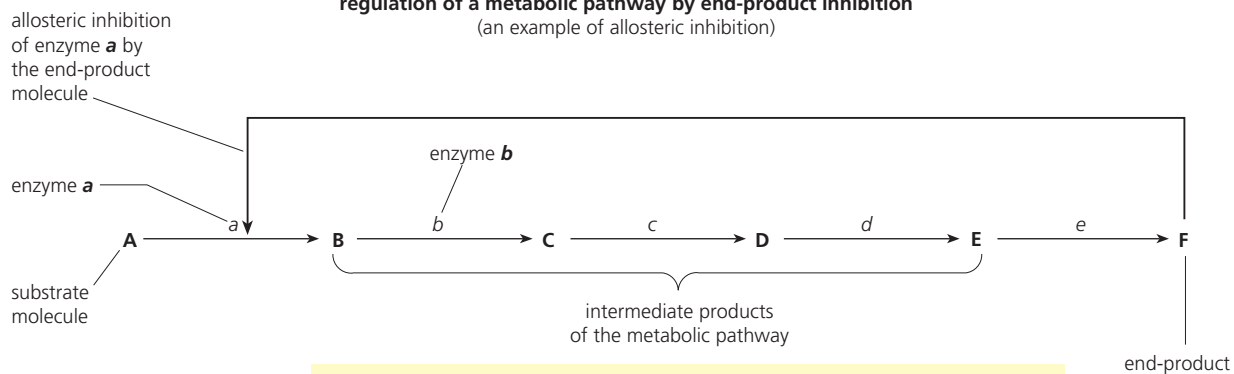 regulation of a metabolic pathway by end-product inhibition
(an example of allosteric inhibition)
allosteric inhibition
of enzyme a by
the end-product
molecule
enzyme b
enzyme a
a
b
c
d
e
A
B
C
D
E
F
substrate
molecule
intermediate products
of the metabolic pathway
end-product